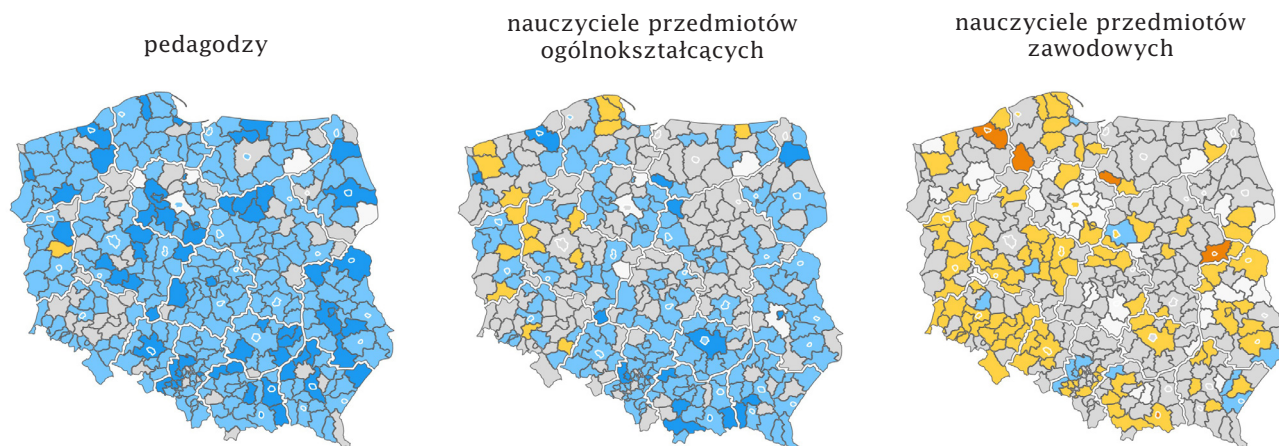 pedagodzy
nauczyciele przedmiotów
ogólnokształcących
nauczyciele przedmiotów
zawodowych